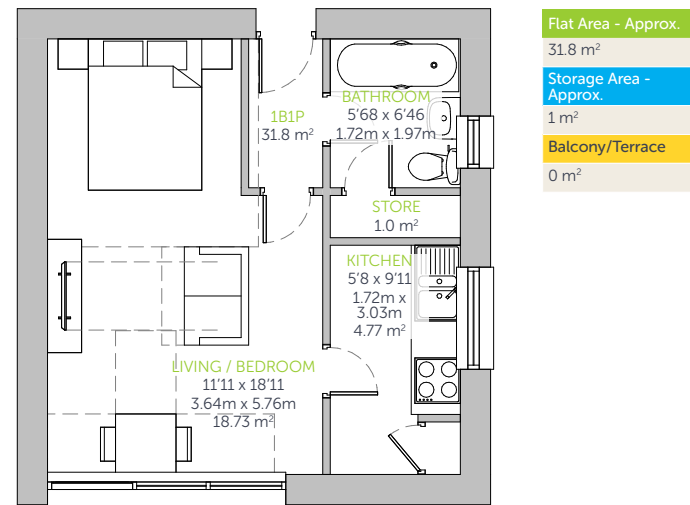 1B1P
31.8 m²
BATHROOM
5'68 x 6'46
1.72m x 1.97m
STORE
1.0 m²
KITCHEN
5'8 x 9'11
1.72m x
3.03m
4.77 m²
LIVING / BEDROOM
11'11 x 18'11
3.64m x 5.76m
18.73 m²
Flat Area - Approx.
31.8 m²
Storage Area -
Approx.
1 m²
Balcony/Terrace
0 m²